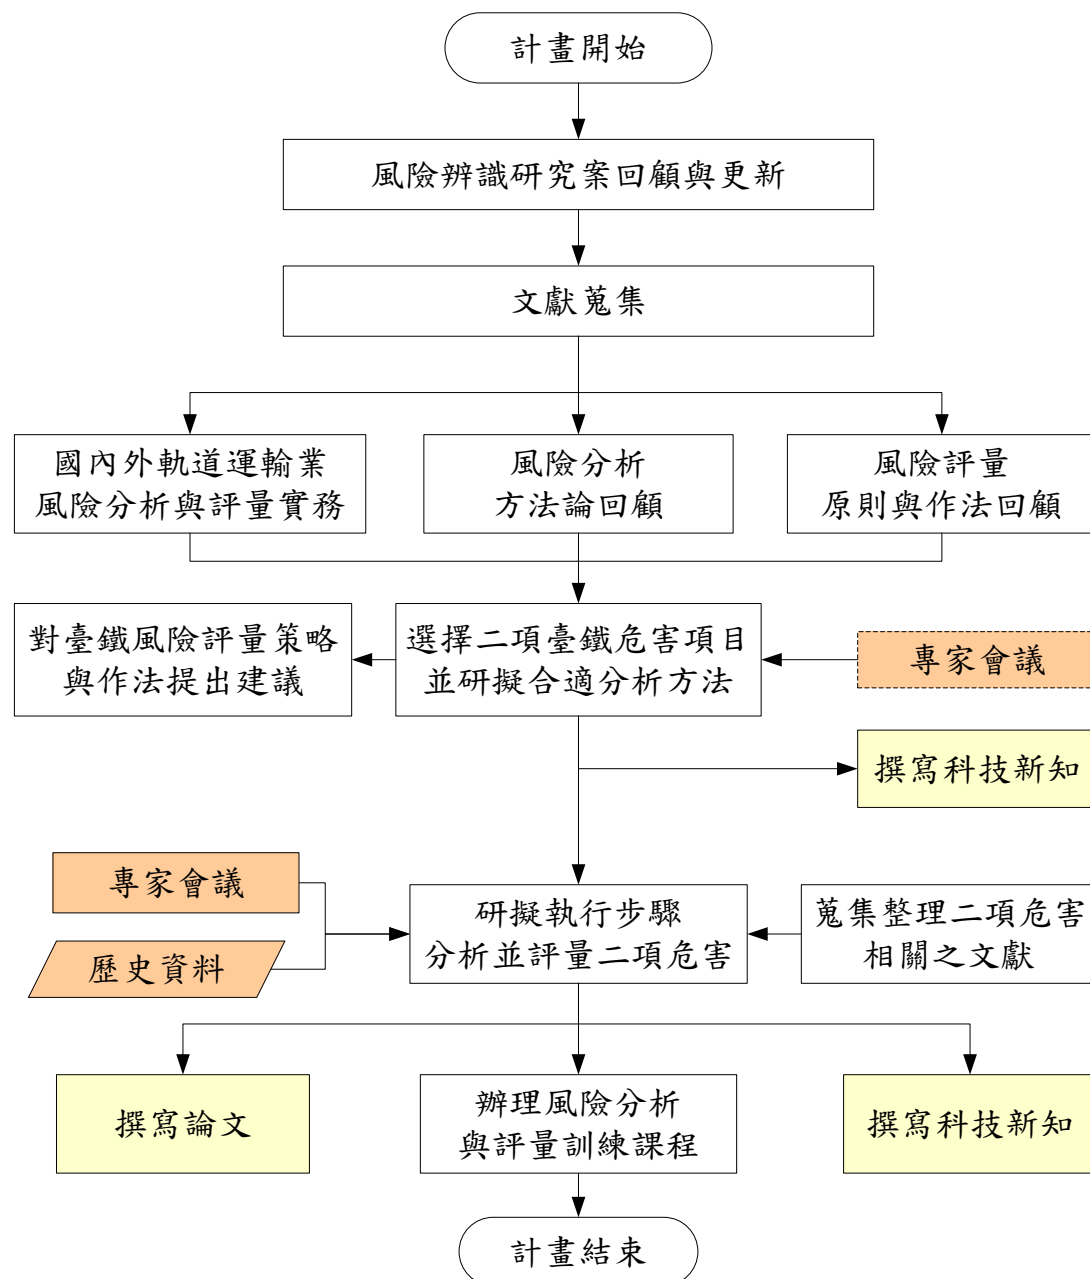 計畫開始
風險辨識研究案回顧與更新
文獻蒐集
國內外軌道運輸業
風險分析與評量實務
風險分析
方法論回顧
風險評量
原則與作法回顧
對臺鐵風險評量策略
與作法提出建議
選擇二項臺鐵危害項目
並研擬合適分析方法
專家會議
撰寫科技新知
專家會議
歷史資料
研擬執行步驟
分析並評量二項危害
蒐集整理二項危害
相關之文獻
撰寫論文
辦理風險分析
與評量訓練課程
撰寫科技新知
計畫結束